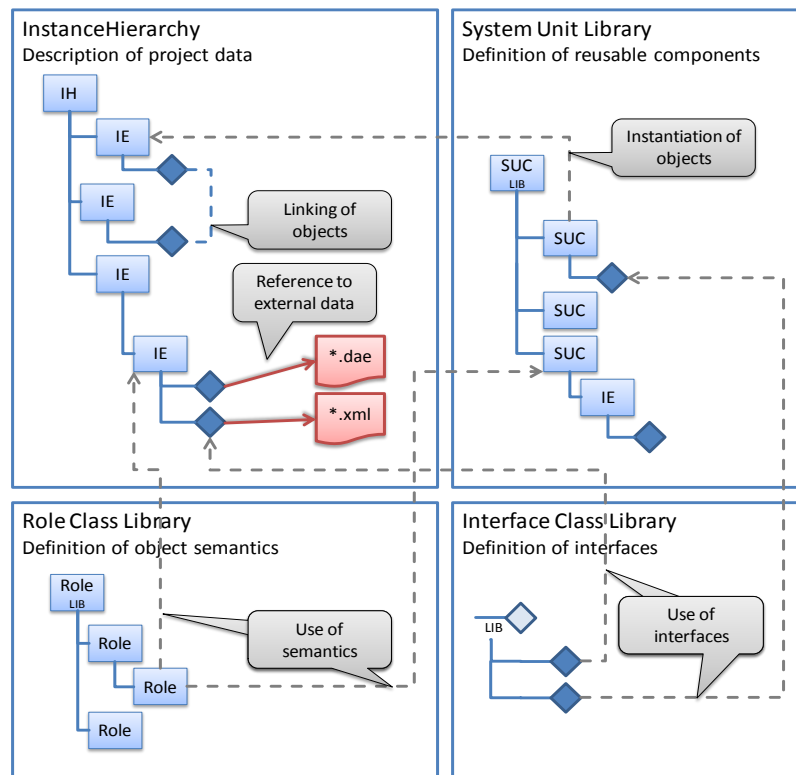 InstanceHierarchy
Description of project data
IH
IE
IE
Linking of
objects
IE
Reference to
external data
IE
*.dae
*.xml
System Unit Library
Definition of reusable components
Instantiation of
objects
SUC
LIB
SUC
SUC
SUC
IE
Role Class Library
Definition of object semantics
Role
LIB
Role
Role
Role
Use of
semantics
Interface Class Library
Definition of interfaces
LIB
Use of
interfaces